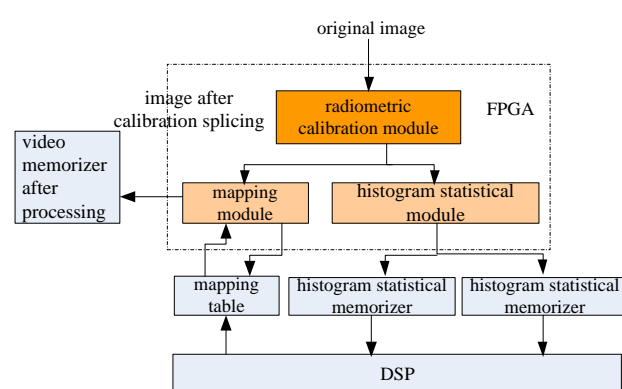 original image
image after
calibration splicing
radiometric
calibration module
FPGA
video
memorizer
after
processing
mapping
module
histogram statistical
module
mapping
table
histogram statistical
memorizer
histogram statistical
memorizer
DSP